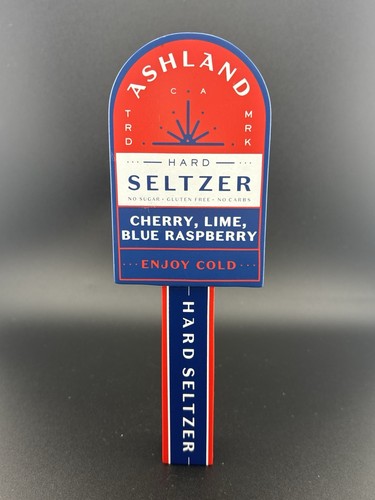 ASHLAND
C · A
TRD MRK
HARD
SELTZER
NO SUGAR • GLUTEN FREE • NO CARBS
CHERRY, LIME,
BLUE RASPBERRY
···ENJOY COLD···
HARD SELTZER